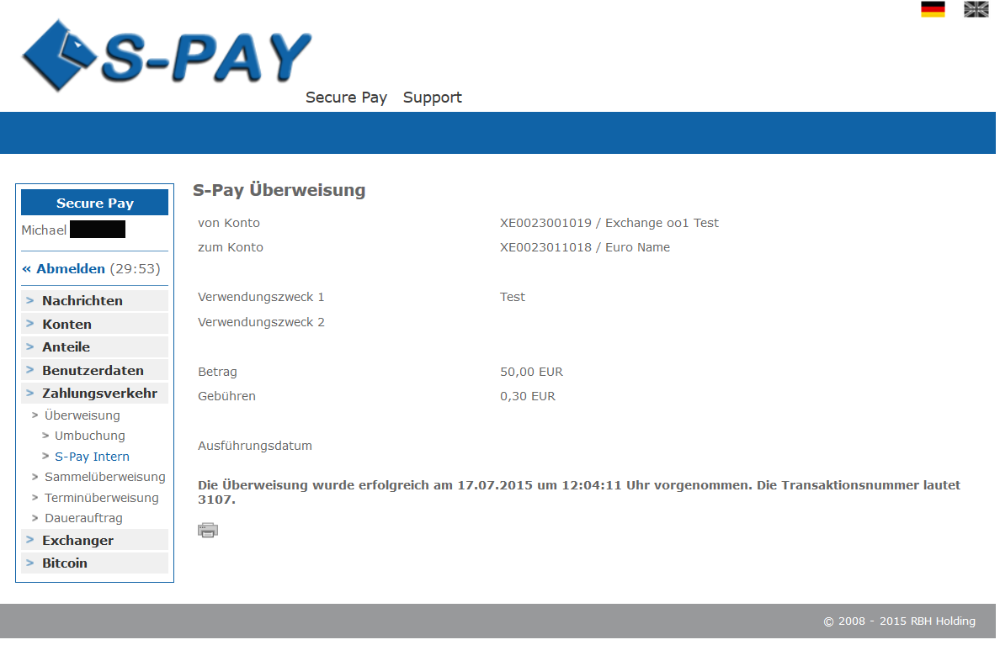 S-PAY
Secure Pay Support
Secure Pay
Michael
« Abmelden (29:53)
> Nachrichten
> Konten
> Anteile
> Benutzerdaten
> Zahlungsverkehr
> Überweisung
> Umbuchung
> S-Pay Intern
> Sammelüberweisung
> Terminüberweisung
> Dauerauftrag
> Exchanger
> Bitcoin
S-Pay Überweisung
von Konto XE0023001019 / Exchange oo1 Test
zum Konto XE0023011018 / Euro Name
Verwendungszweck 1 Test
Verwendungszweck 2
Betrag 50,00 EUR
Gebühren 0,30 EUR
Ausführungsdatum
Die Überweisung wurde erfolgreich am 17.07.2015 um 12:04:11 Uhr vorgenommen. Die Transaktionsnummer lautet
3107.
© 2008 - 2015 RBH Holding